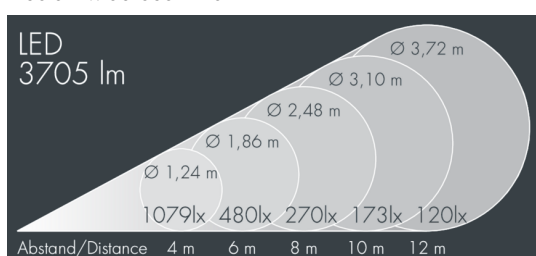 LED
3705 lm
Ø 3,72 m
Ø 3,10 m
Ø 2,48 m
Ø 1,86 m
Ø 1,24 m
1079lx 480lx 270lx 173lx 120lx
Abstand/Distance 4 m 6 m 8 m 10 m 12 m